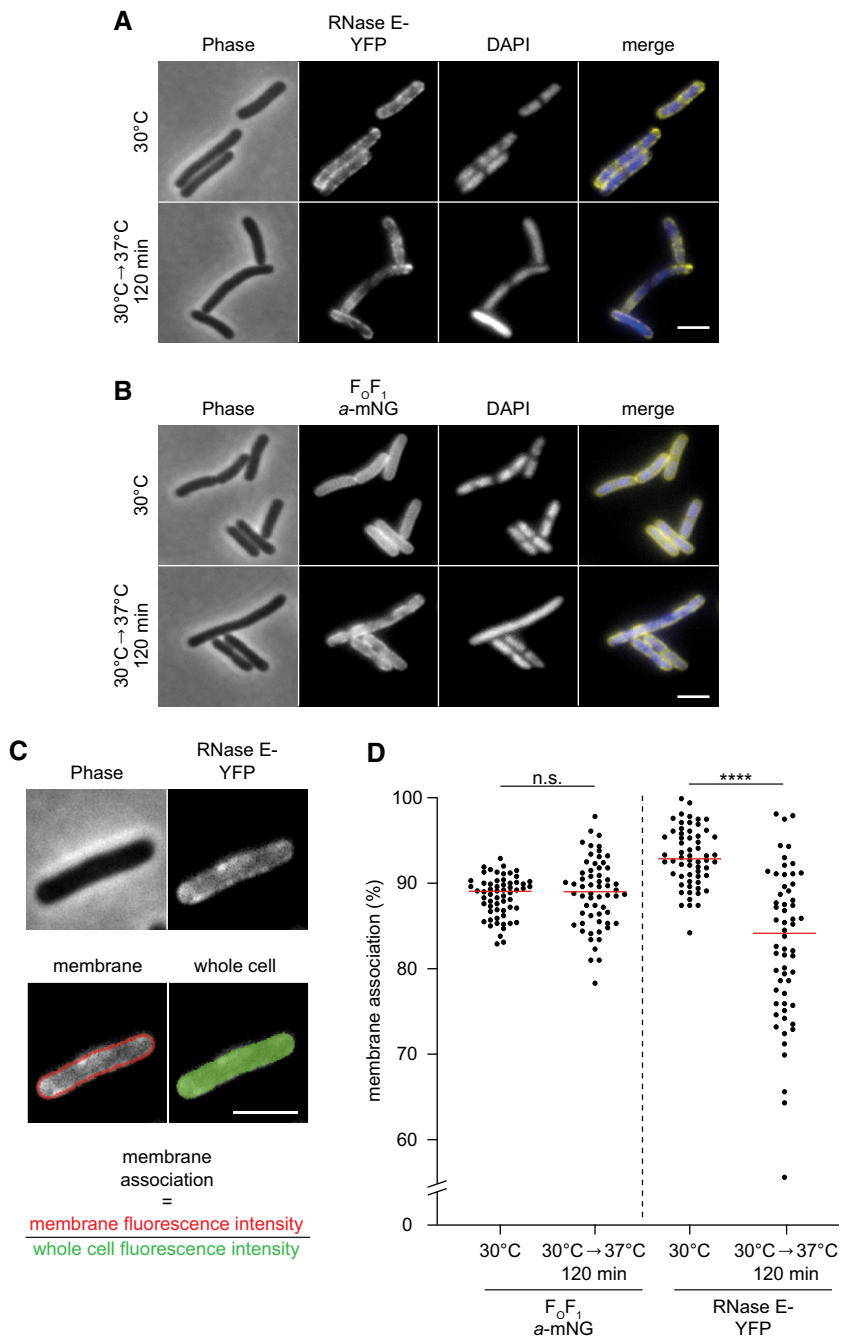 A
Phase
RNase E-
YFP
DAPI
merge
30°C
30°C→37°C
120 min
B
Phase
FOF1
a-mNG
DAPI
merge
30°C
30°C→37°C
120 min
C
Phase
RNase E-
YFP
membrane
whole cell
membrane
association
=
membrane fluorescence intensity
whole cell fluorescence intensity
D
n.s.
****
membrane association (%)
100
90
80
70
60
0
30°C
30°C→37°C
120 min
30°C
30°C→37°C
120 min
FOF1
a-mNG
RNase E-
YFP